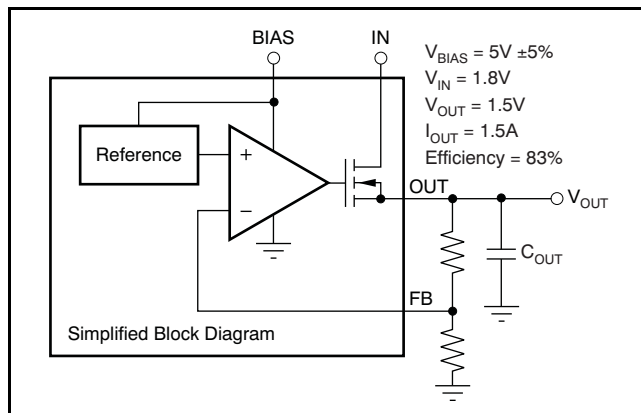 BIAS
IN
V_BIAS = 5V ±5%
V_IN = 1.8V
V_OUT = 1.5V
I_OUT = 1.5A
Efficiency = 83%
Reference
+
−
OUT
V_OUT
C_OUT
FB
Simplified Block Diagram